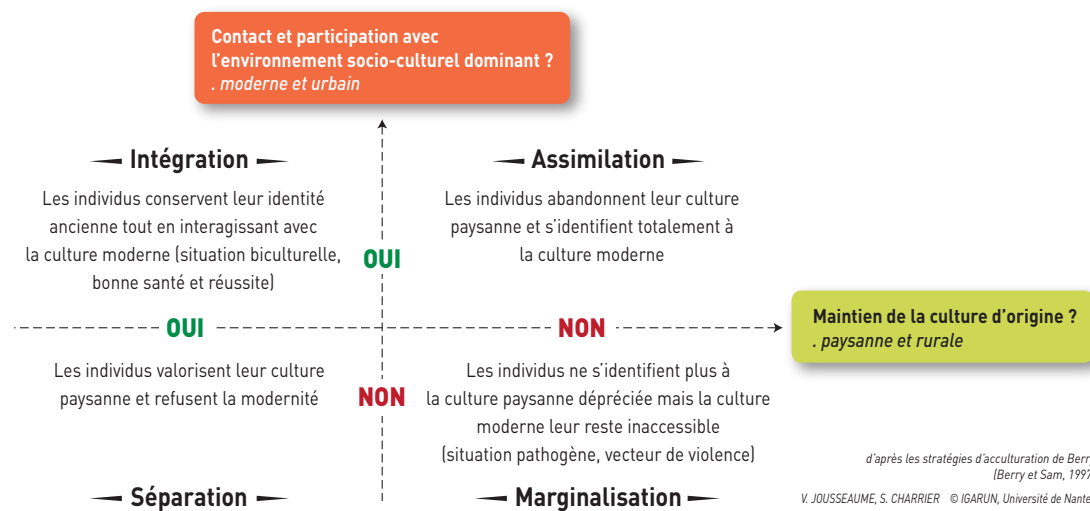 Contact et participation avec
l'environnement socio-culturel dominant ?
. moderne et urbain
Intégration
Les individus conservent leur identité
ancienne tout en interagissant avec
la culture moderne (situation biculturelle,
bonne santé et réussite)
Assimilation
Les individus abandonnent leur culture
paysanne et s'identifient totalement à
la culture moderne
OUI
OUI
NON
Maintien de la culture d'origine ?
. paysanne et rurale
Les individus valorisent leur culture
paysanne et refusent la modernité
NON
Les individus ne s'identifient plus à
la culture paysanne dépréciée mais la culture
moderne leur reste inaccessible
(situation pathogène, vecteur de violence)
Séparation
Marginalisation
d'après les stratégies d'acculturation de Berry
(Berry et Sam, 1997
V. JOUSSEAUME, S. CHARRIER © IGARUN, Université de Nante